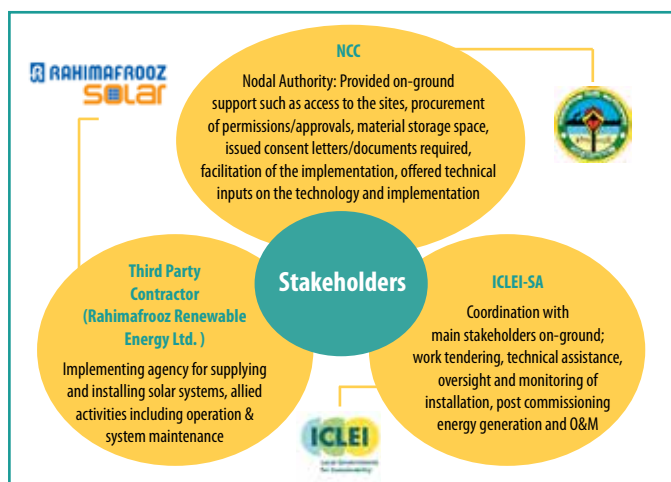 RAHIMAFROOZ
SOLAR
NCC
Nodal Authority: Provided on-ground
support such as access to the sites, procurement
of permissions/approvals, material storage space,
issued consent letters/documents required,
facilitation of the implementation, offered technical
inputs on the technology and implementation
Stakeholders
Third Party
Contractor
(Rahimafrooz Renewable
Energy Ltd. )
Implementing agency for supplying
and installing solar systems, allied
activities including operation &
system maintenance
ICLEI-SA
Coordination with
main stakeholders on-ground;
work tendering, technical assistance,
oversight and monitoring of
installation, post commissioning
energy generation and O&M
ICLEI
Local Governments
for Sustainability